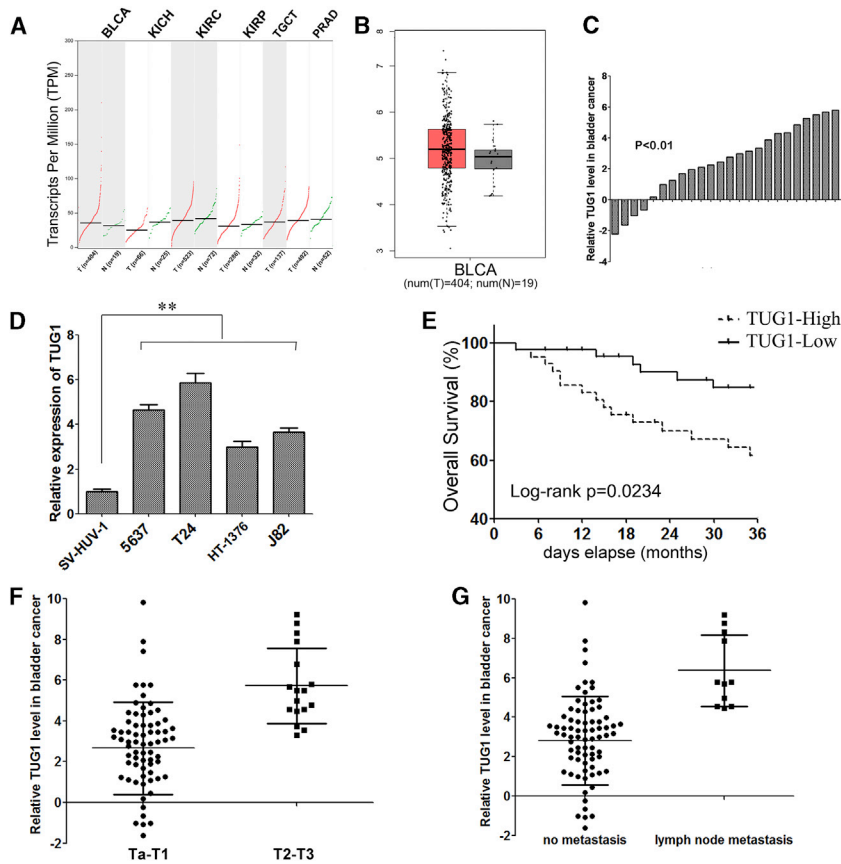 A
BLCA
KICH
KIRC
KIRP
TGCT
PRAD
Transcripts Per Million (TPM)
300
250
200
150
100
50
0
T (n=404)
N (n=19)
T (n=66)
N (n=25)
T (n=523)
N (n=72)
T (n=286)
N (n=32)
T (n=137)
T (n=492)
N (n=52)
B
8
7
6
5
4
3
BLCA
(num(T)=404; num(N)=19)
C
Relative TUG1 level in bladder cancer
8
6
4
2
0
-2
-4
P<0.01
D
**
Relative expression of TUG1
8
6
4
2
0
SV-HUV-1
5637
T24
HT-1376
J82
E
TUG1-High
TUG1-Low
Overall Survival (%)
100
80
60
40
Log-rank p=0.0234
0
6
12
18
24
30
36
days elapse (months)
F
Relative TUG1 level in bladder cancer
10
8
6
4
2
0
-2
Ta-T1
T2-T3
G
Relative TUG1 level in bladder cancer
10
8
6
4
2
0
-2
no metastasis
lymph node metastasis